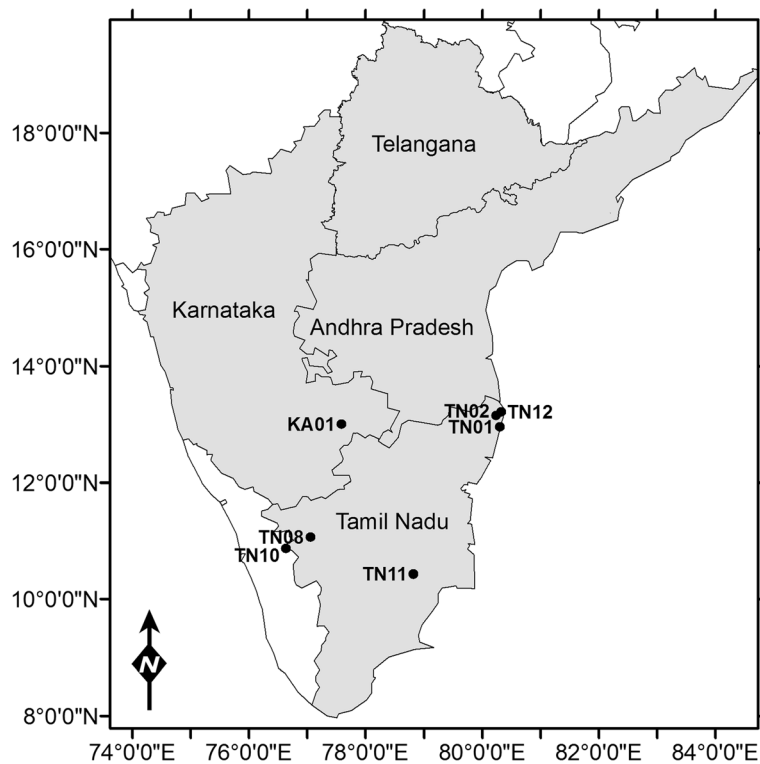 18°0'0"N
Telangana
16°0'0"N
Karnataka
Andhra Pradesh
14°0'0"N
TN02 TN12
KA01 TN01
12°0'0"N
Tamil Nadu
TN08
TN10
TN11
10°0'0"N
N
8°0'0"N
74°0'0"E 76°0'0"E 78°0'0"E 80°0'0"E 82°0'0"E 84°0'0"E